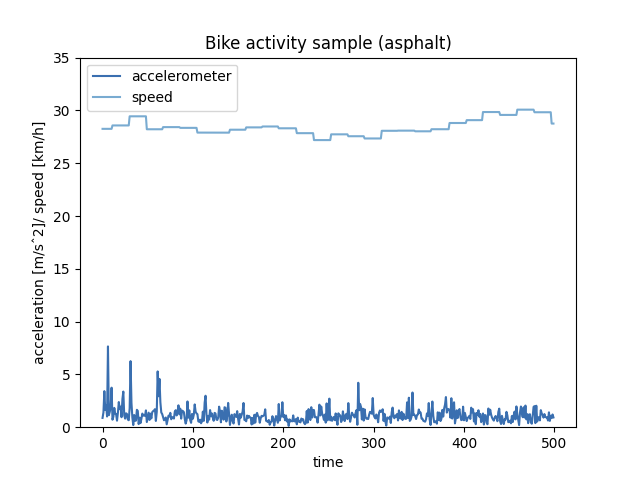 Bike activity sample (asphalt)
accelerometer
speed
acceleration [m/sˆ2]/ speed [km/h]
35
30
25
20
15
10
5
0
0 100 200 300 400 500
time